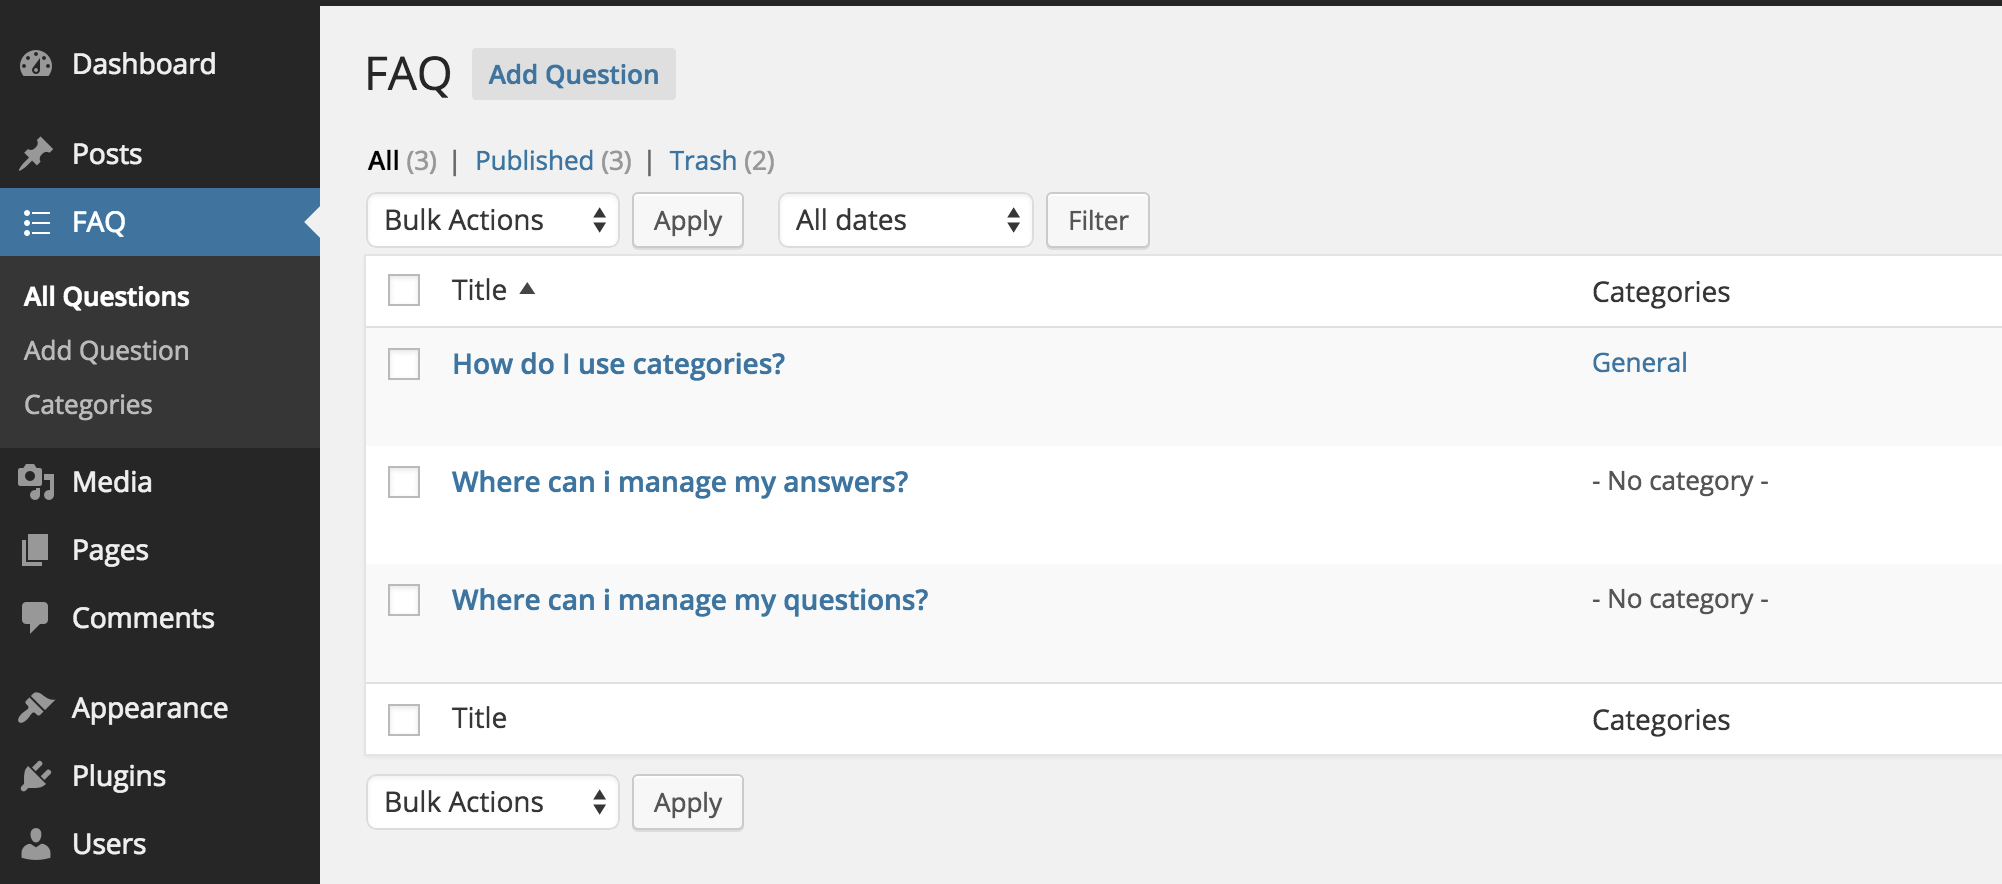 Dashboard
Posts
FAQ
All Questions
Add Question
Categories
Media
Pages
Comments
Appearance
Plugins
Users
FAQ Add Question
All (3) | Published (3) | Trash (2)
Bulk Actions Apply All dates Filter
Title Categories
How do I use categories? General
Where can i manage my answers? - No category -
Where can i manage my questions? - No category -
Title Categories
Bulk Actions Apply